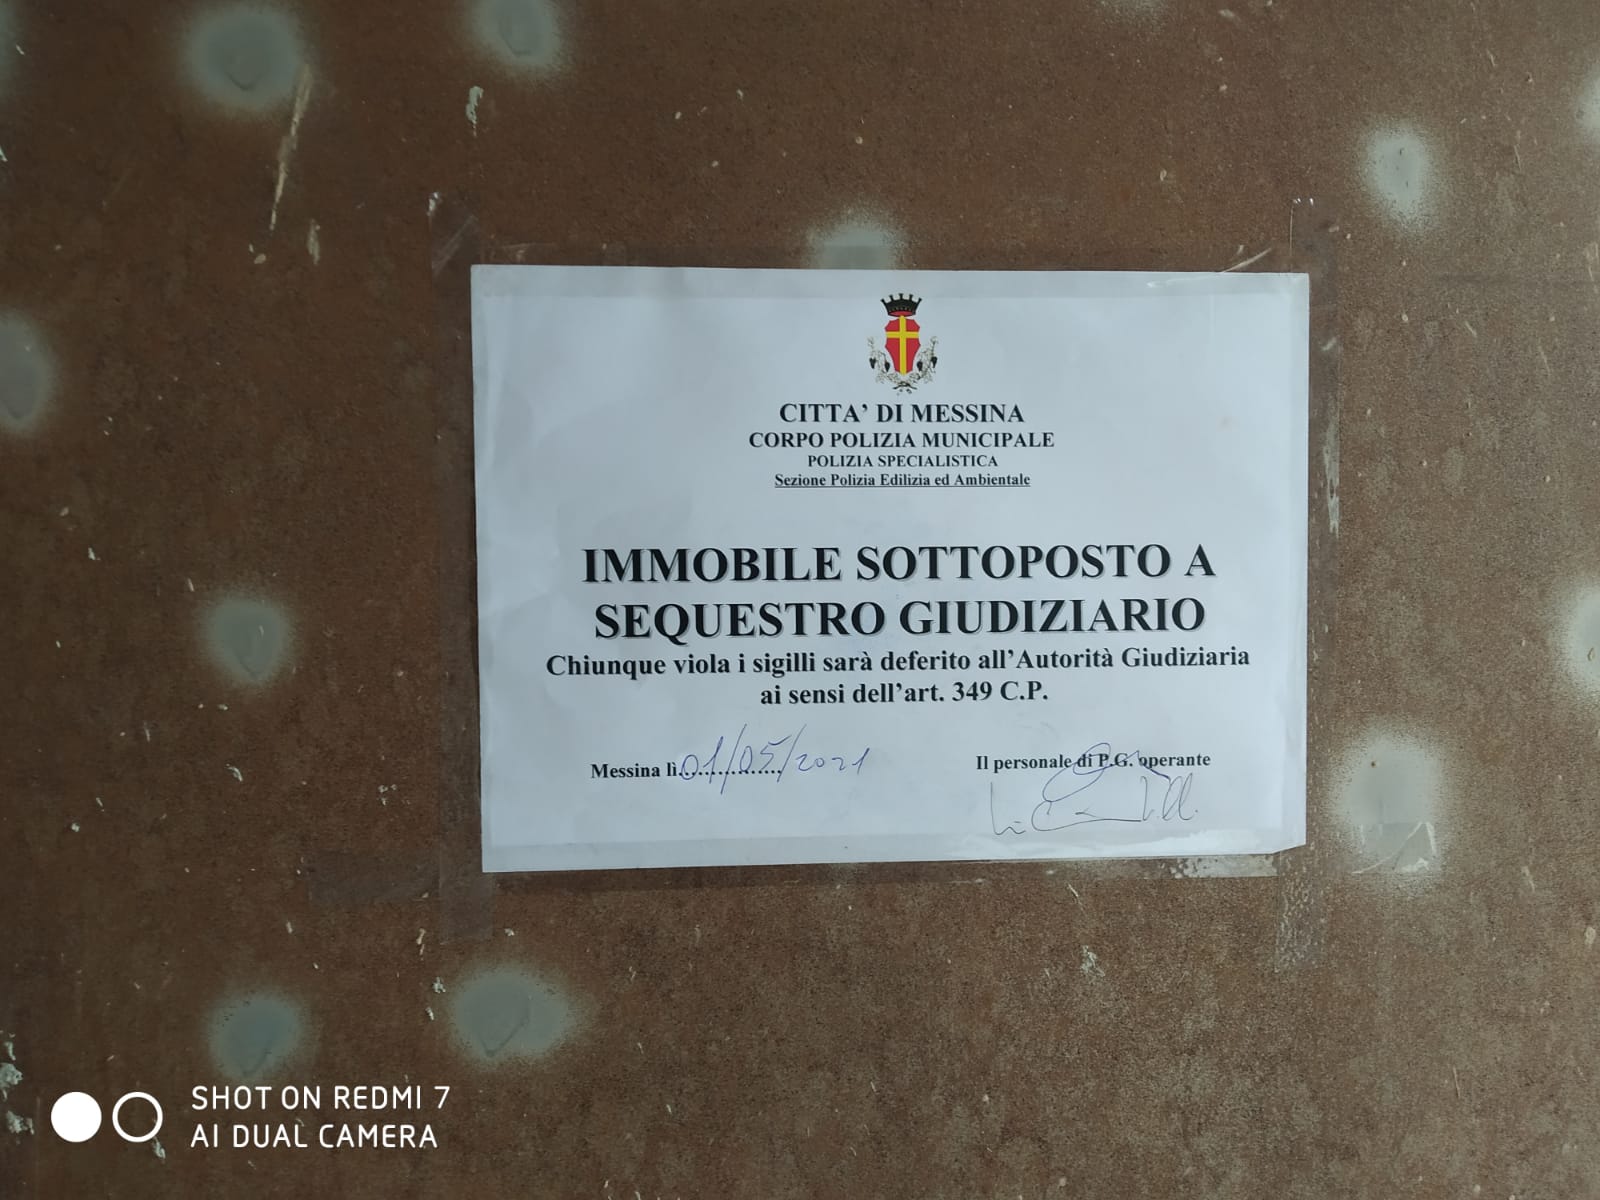 CITTA' DI MESSINA
CORPO POLIZIA MUNICIPALE
POLIZIA SPECIALISTICA
Sezione Polizia Edilizia ed Ambientale
IMMOBILE SOTTOPOSTO A
SEQUESTRO GIUDIZIARIO
Chiunque viola i sigilli sarà deferito all'Autorità Giudiziaria
ai sensi dell'art. 349 C.P.
Messina lì 01/05/2021
Il personale di P.G. operante
SHOT ON REDMI 7
AI DUAL CAMERA